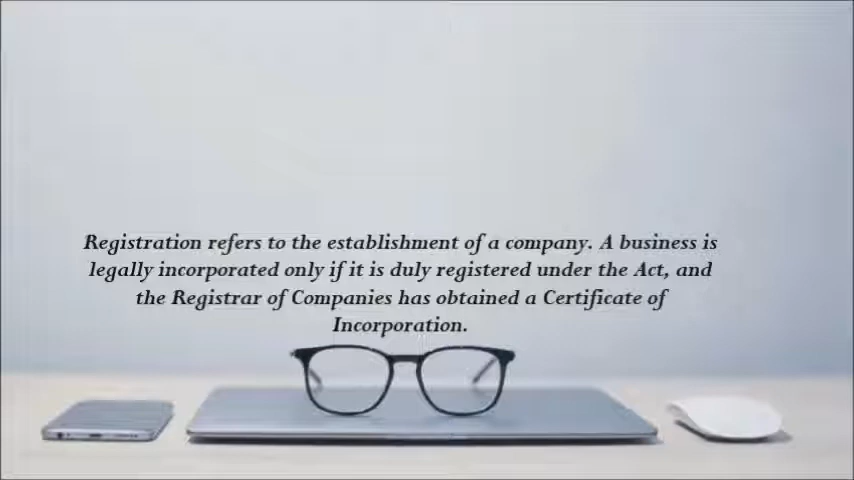 Registration refers to the establishment of a company. A business is
legally incorporated only if it is duly registered under the Act, and
the Registrar of Companies has obtained a Certificate of
Incorporation.